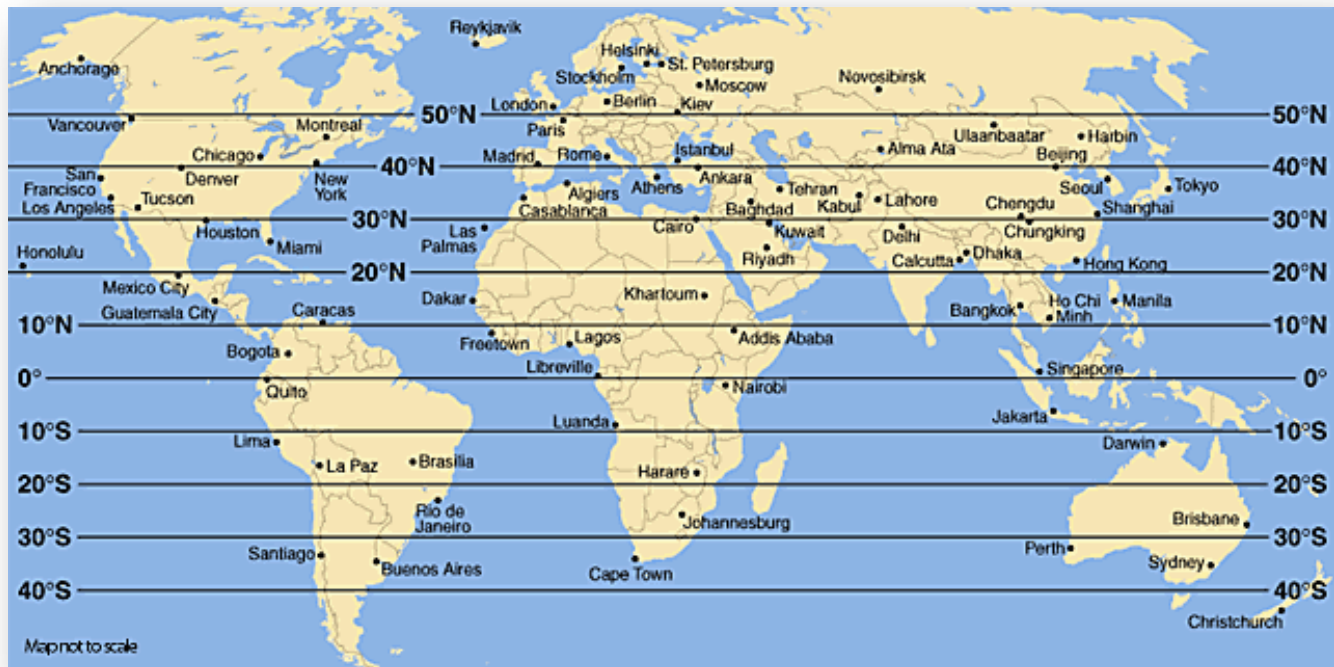 Reykjavik
Helsinki
Anchorage
St. Petersburg
Stockholm
Moscow
Novosibirsk
London
Berlin
Kiev
50°N
50°N
Vancouver
Montreal
Paris
Ulaanbaatar
Harbin
Chicago
Madrid
Rome
Istanbul
Alma Ata
Beijing
40°N
40°N
San
Francisco
Denver
New
York
Athens
Ankara
Seoul
Tokyo
Los Angeles
Tucson
Algiers
Tehran
Kabul
Lahore
Chengdu
Shanghai
Casablanca
Baghdad
30°N
30°N
Houston
Cairo
Kuwait
Delhi
Chungking
Honolulu
Miami
Las
Palmas
Riyadh
Calcutta
Dhaka
Hong Kong
20°N
20°N
Mexico City
Guatemala City
Caracas
Dakar
Khartoum
Bangkok
Ho Chi
Minh
Manila
10°N
10°N
Bogota
Freetown
Lagos
Addis Ababa
Libreville
Singapore
0°
0°
Quito
Nairobi
Luanda
Jakarta
10°S
10°S
Lima
Darwin
La Paz
Brasilia
Harare
20°S
20°S
Rio de
Janeiro
Johannesburg
Brisbane
30°S
30°S
Santiago
Buenos Aires
Cape Town
Perth
Sydney
40°S
40°S
Christchurch
Map not to scale